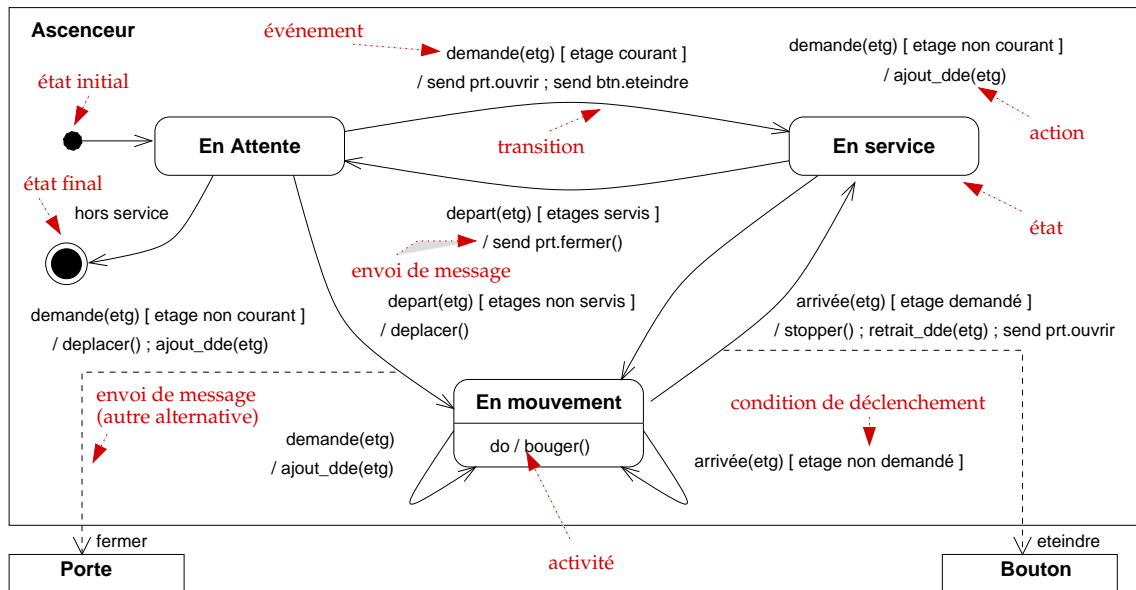 Ascenceur
événement
demande(etg) [ etage courant ]
/ send prt.ouvrir ; send btn.eteindre
demande(etg) [ etage non courant ]
/ ajout_dde(etg)
état initial
action
transition
En Attente
En service
état final
hors service
état
depart(etg) [ etages servis ]
/ send prt.fermer()
envoi de message
depart(etg) [ etages non servis ]
/ deplacer()
arrivée(etg) [ etage demandé ]
/ stopper() ; retrait_dde(etg) ; send prt.ouvrir
demande(etg) [ etage non courant ]
/ deplacer() ; ajout_dde(etg)
envoi de message
(autre alternative)
En mouvement
do / bouger()
condition de déclenchement
demande(etg)
/ ajout_dde(etg)
arrivée(etg) [ etage non demandé ]
activité
fermer
eteindre
Porte
Bouton